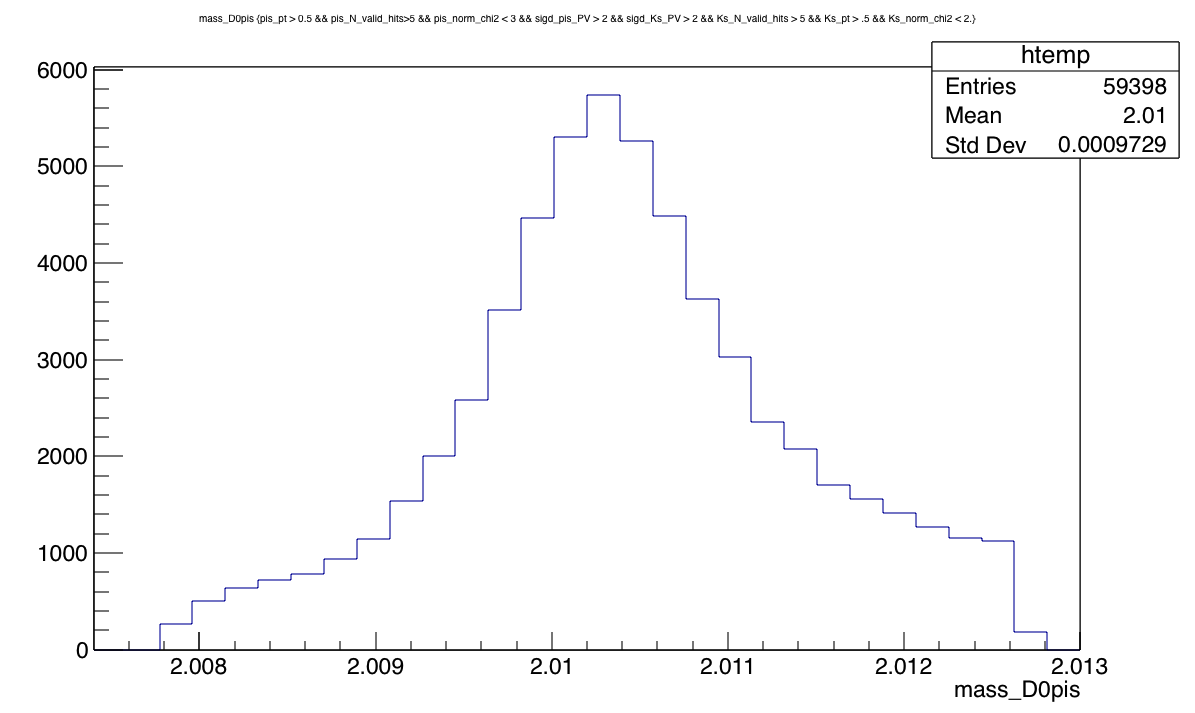 mass_D0pis {pis_pt > 0.5 && pis_N_valid_hits>5 && pis_norm_chi2 < 3 && sigd_pis_PV > 2 && sigd_Ks_PV > 2 && Ks_N_valid_hits > 5 && Ks_pt > .5 && Ks_norm_chi2 < 2.}
htemp
Entries 59398
Mean 2.01
Std Dev 0.0009729
6000
5000
4000
3000
2000
1000
0
2.008 2.009 2.01 2.011 2.012 2.013
mass_D0pis